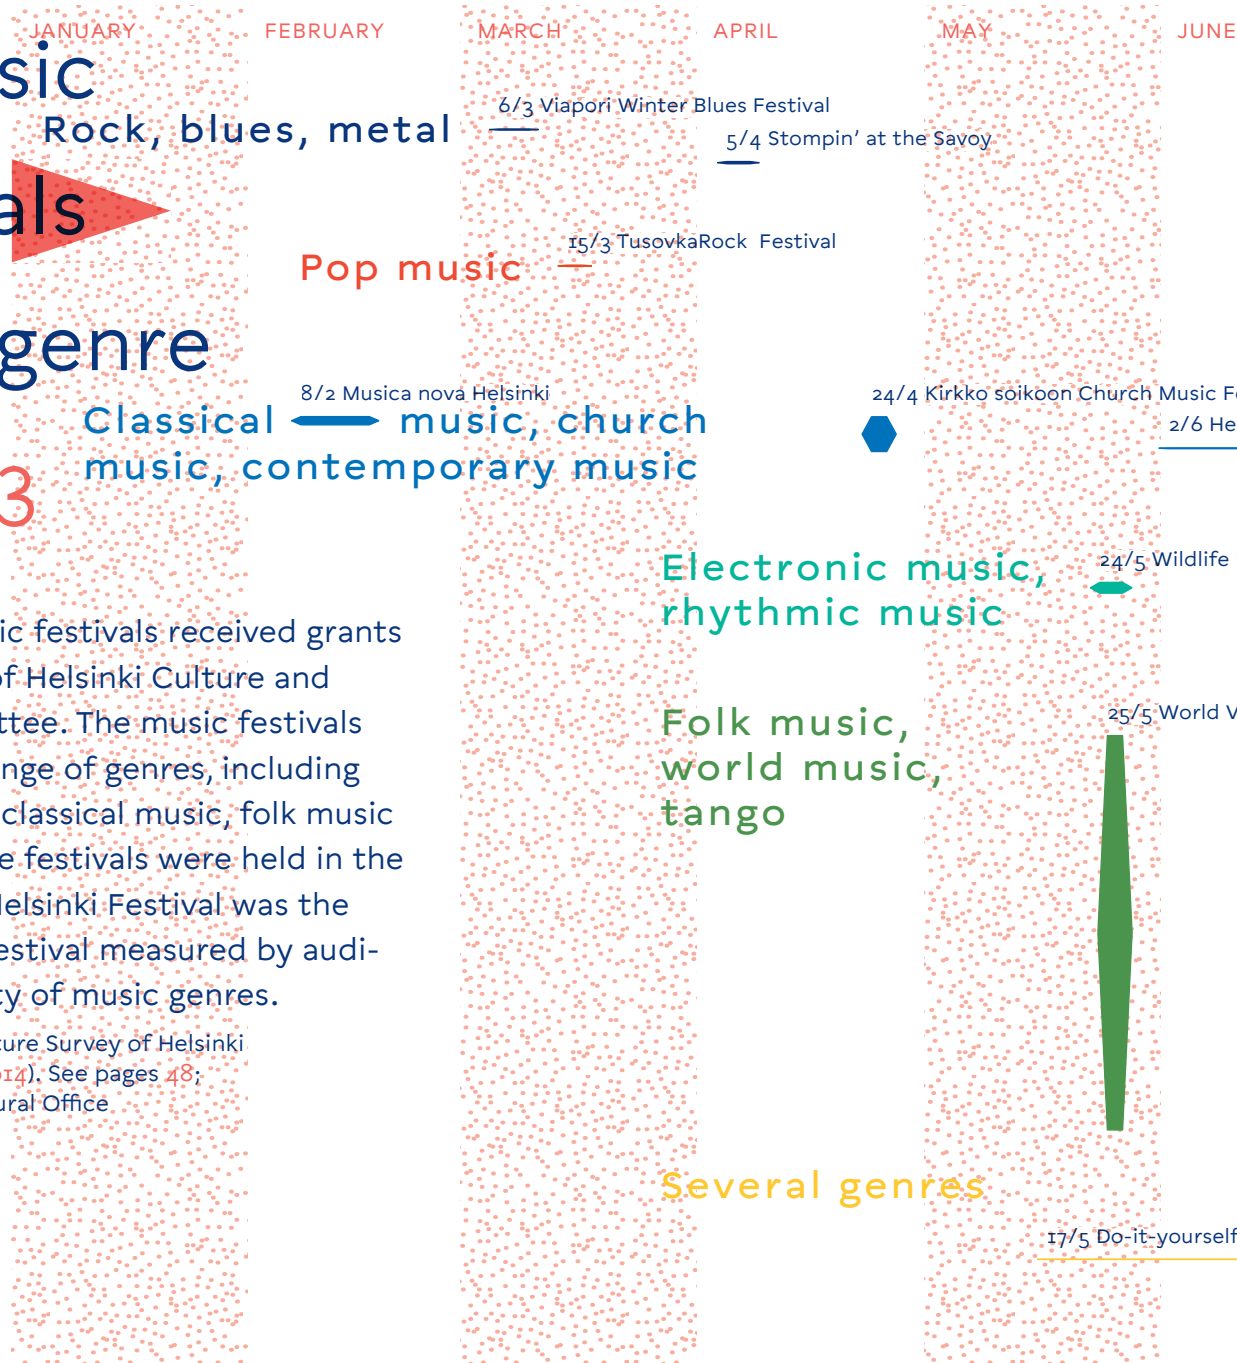 JANUARY FEBRUARY MARCH APRIL MAY JUNE
sic
Rock, blues, metal
6/3 Viapori Winter Blues Festival
5/4 Stompin’ at the Savoy
als
15/3 TusovkaRock Festival
Pop music
genre
8/2 Musica nova Helsinki
24/4 Kirkko soikoon Church Music Fe
Classical music, church
music, contemporary music
2/6 He
3
Electronic music,
rhythmic music
24/5 Wildlife
ic festivals received grants
of Helsinki Culture and
ttee. The music festivals
nge of genres, including
classical music, folk music
e festivals were held in the
Helsinki Festival was the
estival measured by audi-
ty of music genres.
ture Survey of Helsinki
014). See pages 48;
ural Office
Folk music,
world music,
tango
25/5 World V
Several genres
17/5 Do-it-yourself